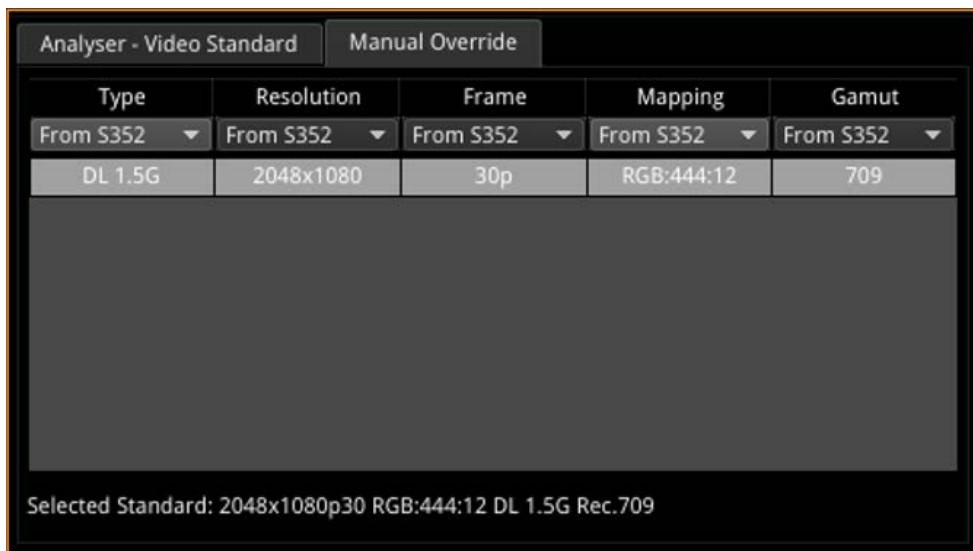 Analyser - Video Standard Manual Override
Type Resolution Frame Mapping Gamut
From S352 From S352 From S352 From S352 From S352
DL 1.5G 2048x1080 30p RGB:444:12 709
Selected Standard: 2048x1080p30 RGB:444:12 DL 1.5G Rec.709